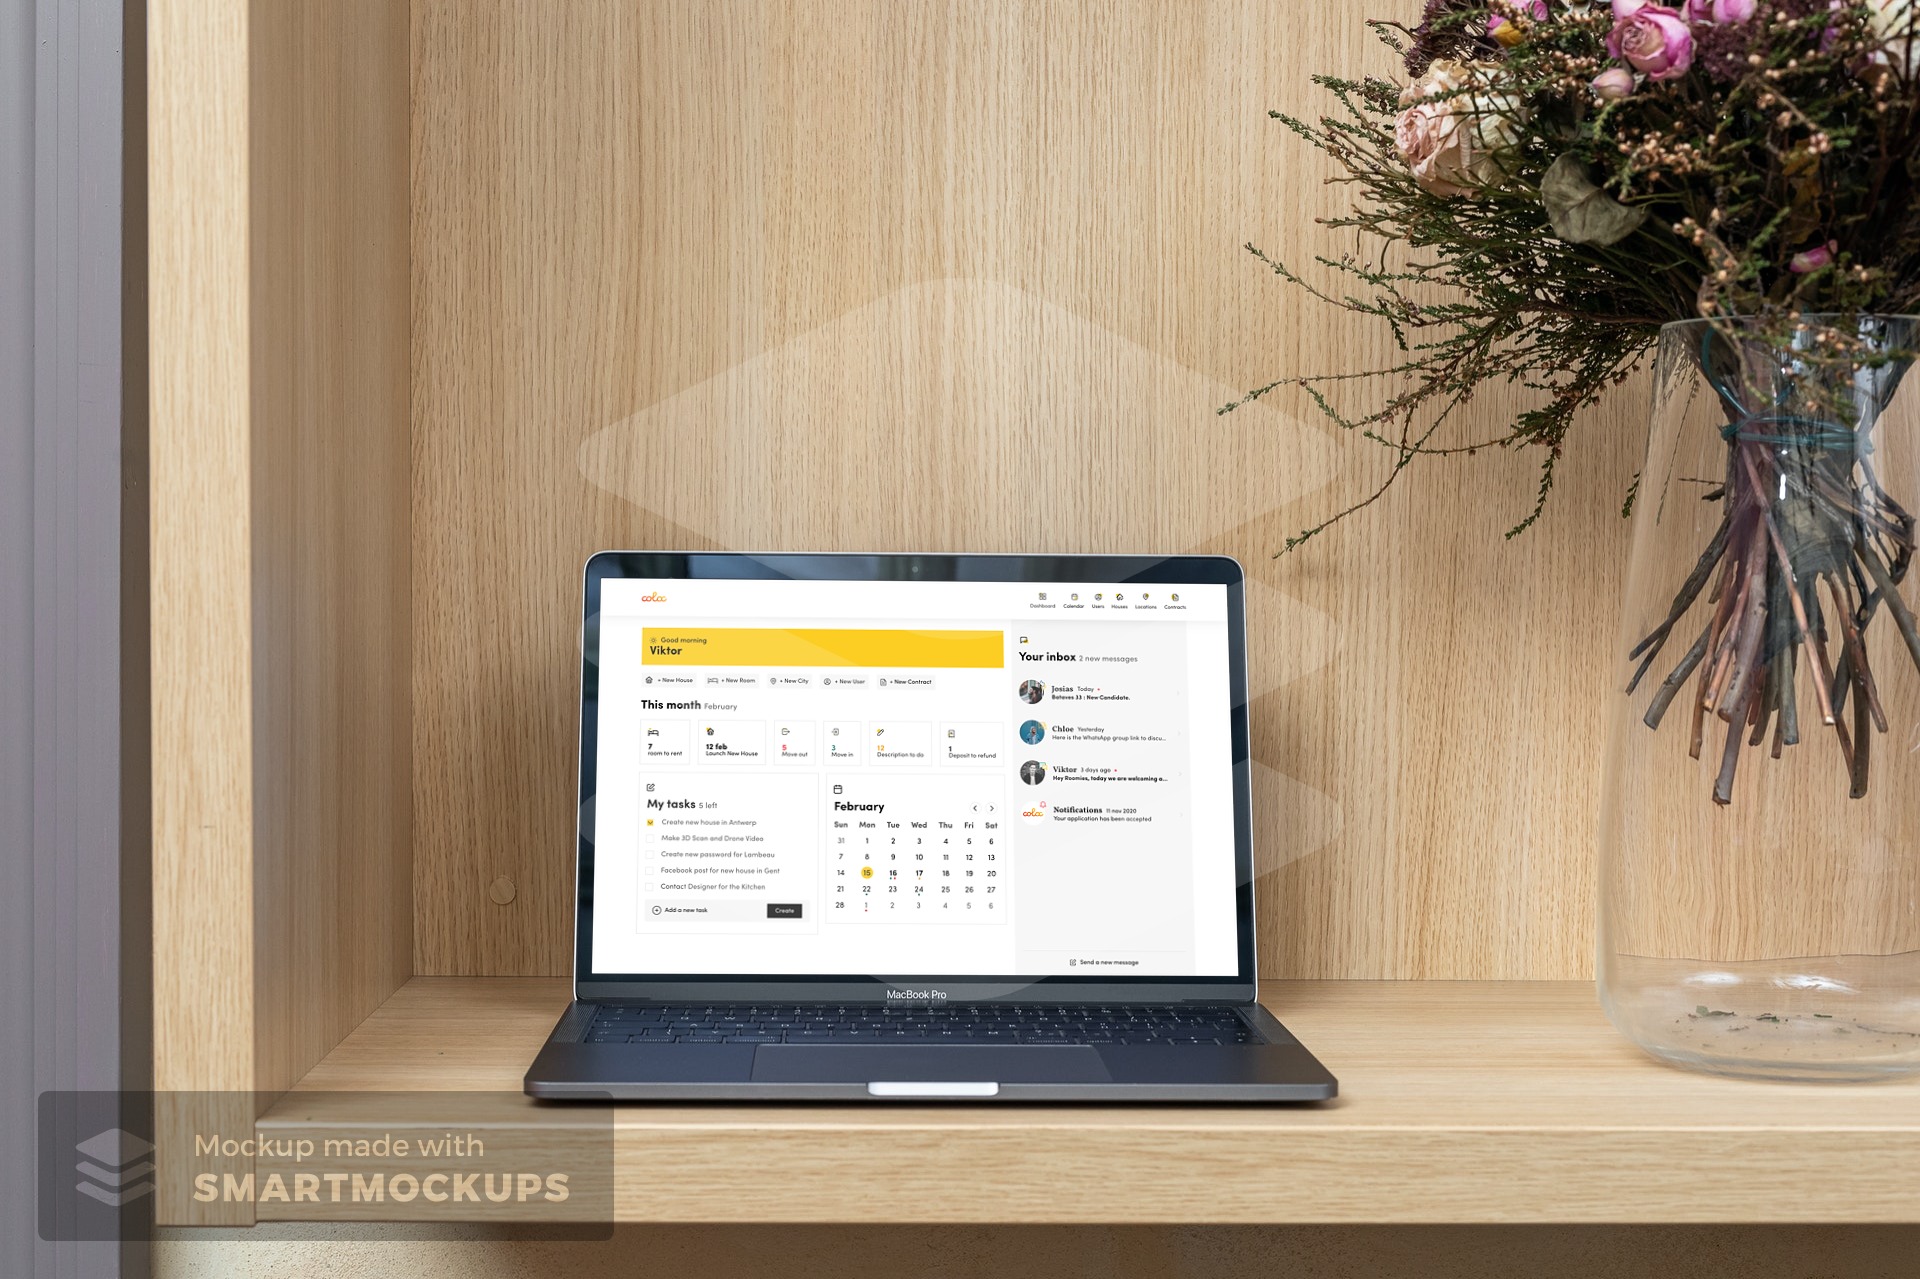 colac
Dashboard Calendar Users Houses Locations Contracts
Good morning
Viktor
+ New House + New Room + New City + New User + New Contract
This month February
7
room to rent
12 feb
Launch New House
5
Move out
3
Move in
12
Description to do
1
Deposit to refund
My tasks 5 left
Create new house in Antwerp
Make 3D Scan and Drone Video
Create new password for Lambeau
Facebook post for new house in Gent
Contact Designer for the Kitchen
Add a new task Create
February
Sun Mon Tue Wed Thu Fri Sat
31 1 2 3 4 5 6
7 8 9 10 11 12 13
14 15 16 17 18 19 20
21 22 23 24 25 26 27
28 1 2 3 4 5 6
Your inbox 2 new messages
Josias Today
Bataves 33 : New Candidate.
Chloe Yesterday
Here is the WhatsApp group link to discu...
Viktor 3 days ago
Hey Roomies, today we are welcoming a...
Notifications 11 nov 2020
Your application has been accepted
Send a new message
MacBook Pro
Mockup made with
SMARTMOCKUPS